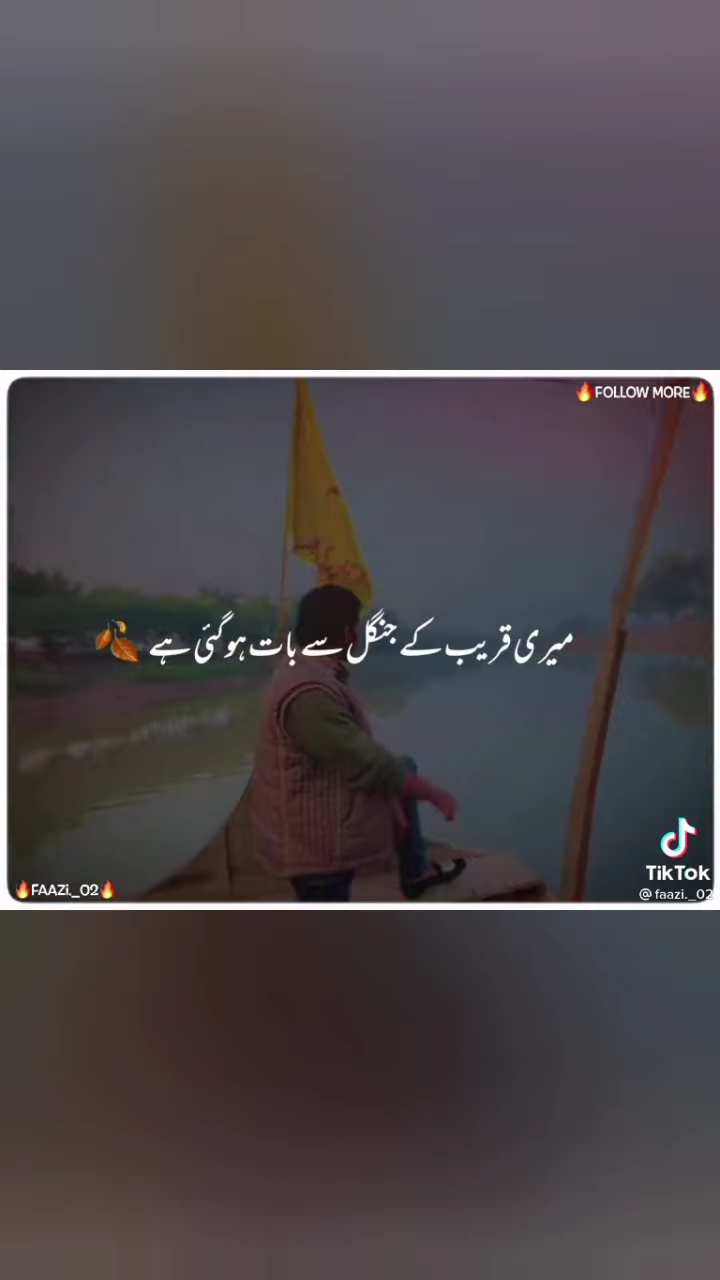 🔥FOLLOW MORE🔥
میری قریب کے جنگل سے بات ہوگئی ہے 🍂
TikTok
@faazi._02
🔥FAAZi._02🔥